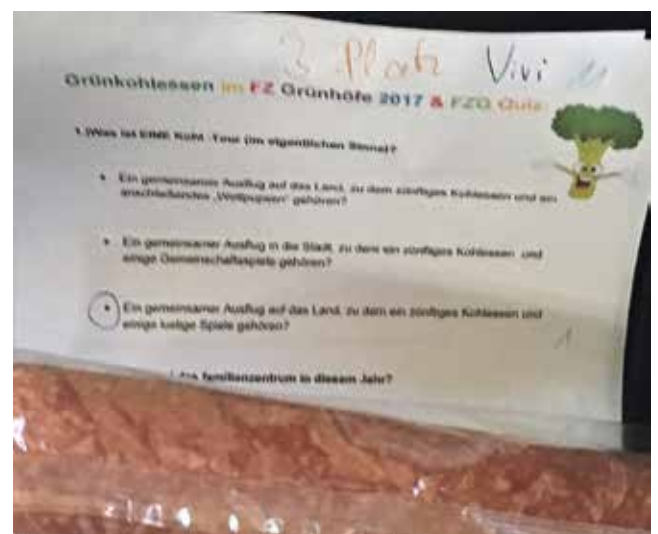 3 Platz Vivi 11
Grünkohlessen im FZ Grünhöfe 2017 & FZG Quiz
1.)Was ist EINE Kohl -Tour (im eigentlichen Sinne)?
• Ein gemeinsamer Ausflug auf das Land, zu dem zünftiges Kohlessen und ein
anschließendes „Wettpupsen“ gehören?
• Ein gemeinsamer Ausflug in die Stadt, zu dem ein zünftiges Kohlessen und
einige Gemeinschaftsspiele gehören?
• Ein gemeinsamer Ausflug auf das Land, zu dem ein zünftiges Kohlessen und
einige lustige Spiele gehören?
1
familienzentrum in diesem Jahr?